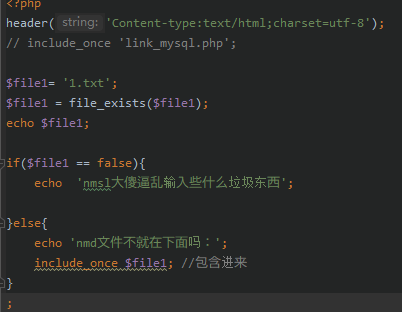 <?php
header( string: 'Content-type:text/html;charset=utf-8');
// include_once 'link_mysql.php';
$file1= '1.txt';
$file1 = file_exists($file1);
echo $file1;
if($file1 == false){
echo 'nmsl大傻逼乱输入些什么垃圾东西';
}else{
echo 'nmd文件不就在下面吗：';
include_once $file1; //包含进来
}
;